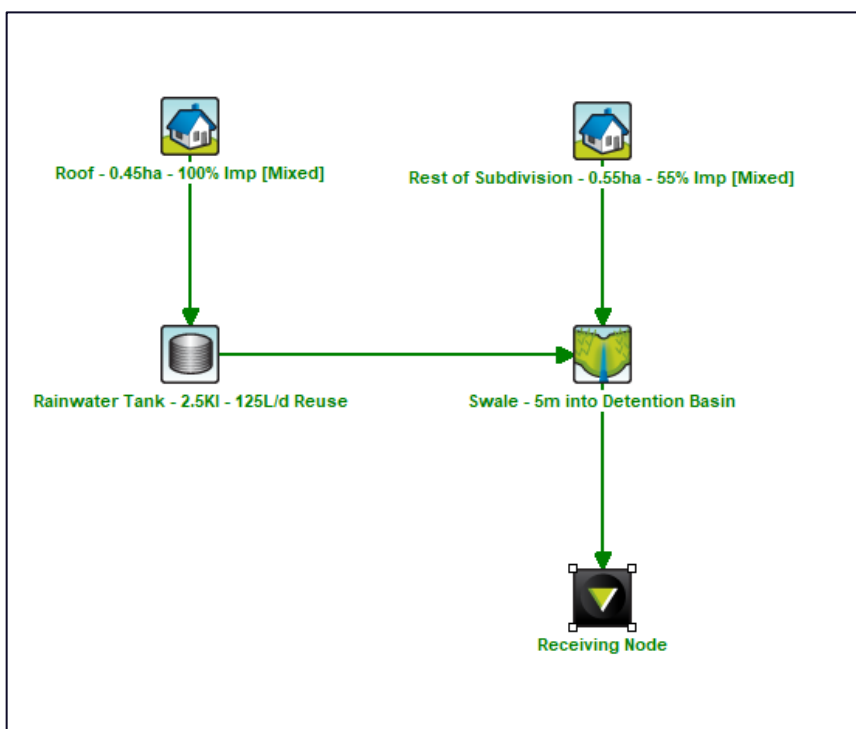 Roof - 0.45ha - 100% Imp [Mixed]
Rest of Subdivision - 0.55ha - 55% Imp [Mixed]
Rainwater Tank - 2.5Kl - 125L/d Reuse
Swale - 5m into Detention Basin
Receiving Node